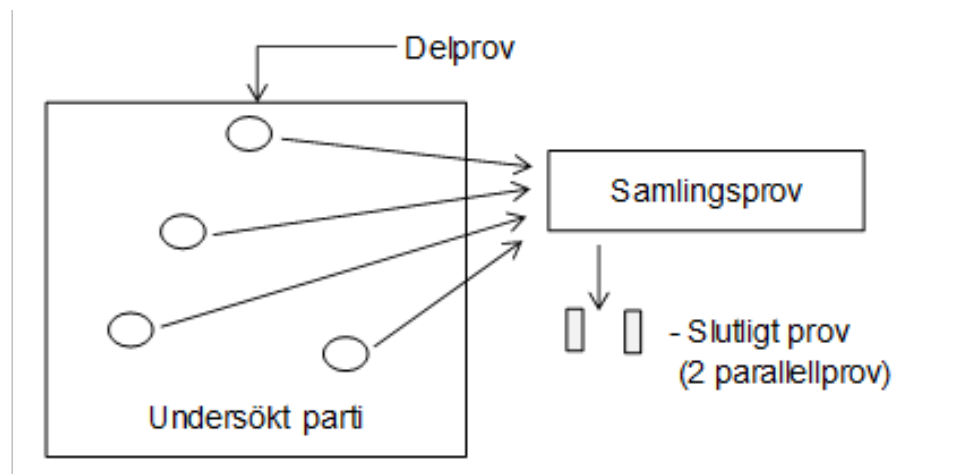 Delprov
Samlingsprov
- Slutligt prov
(2 parallellprov)
Undersökt parti